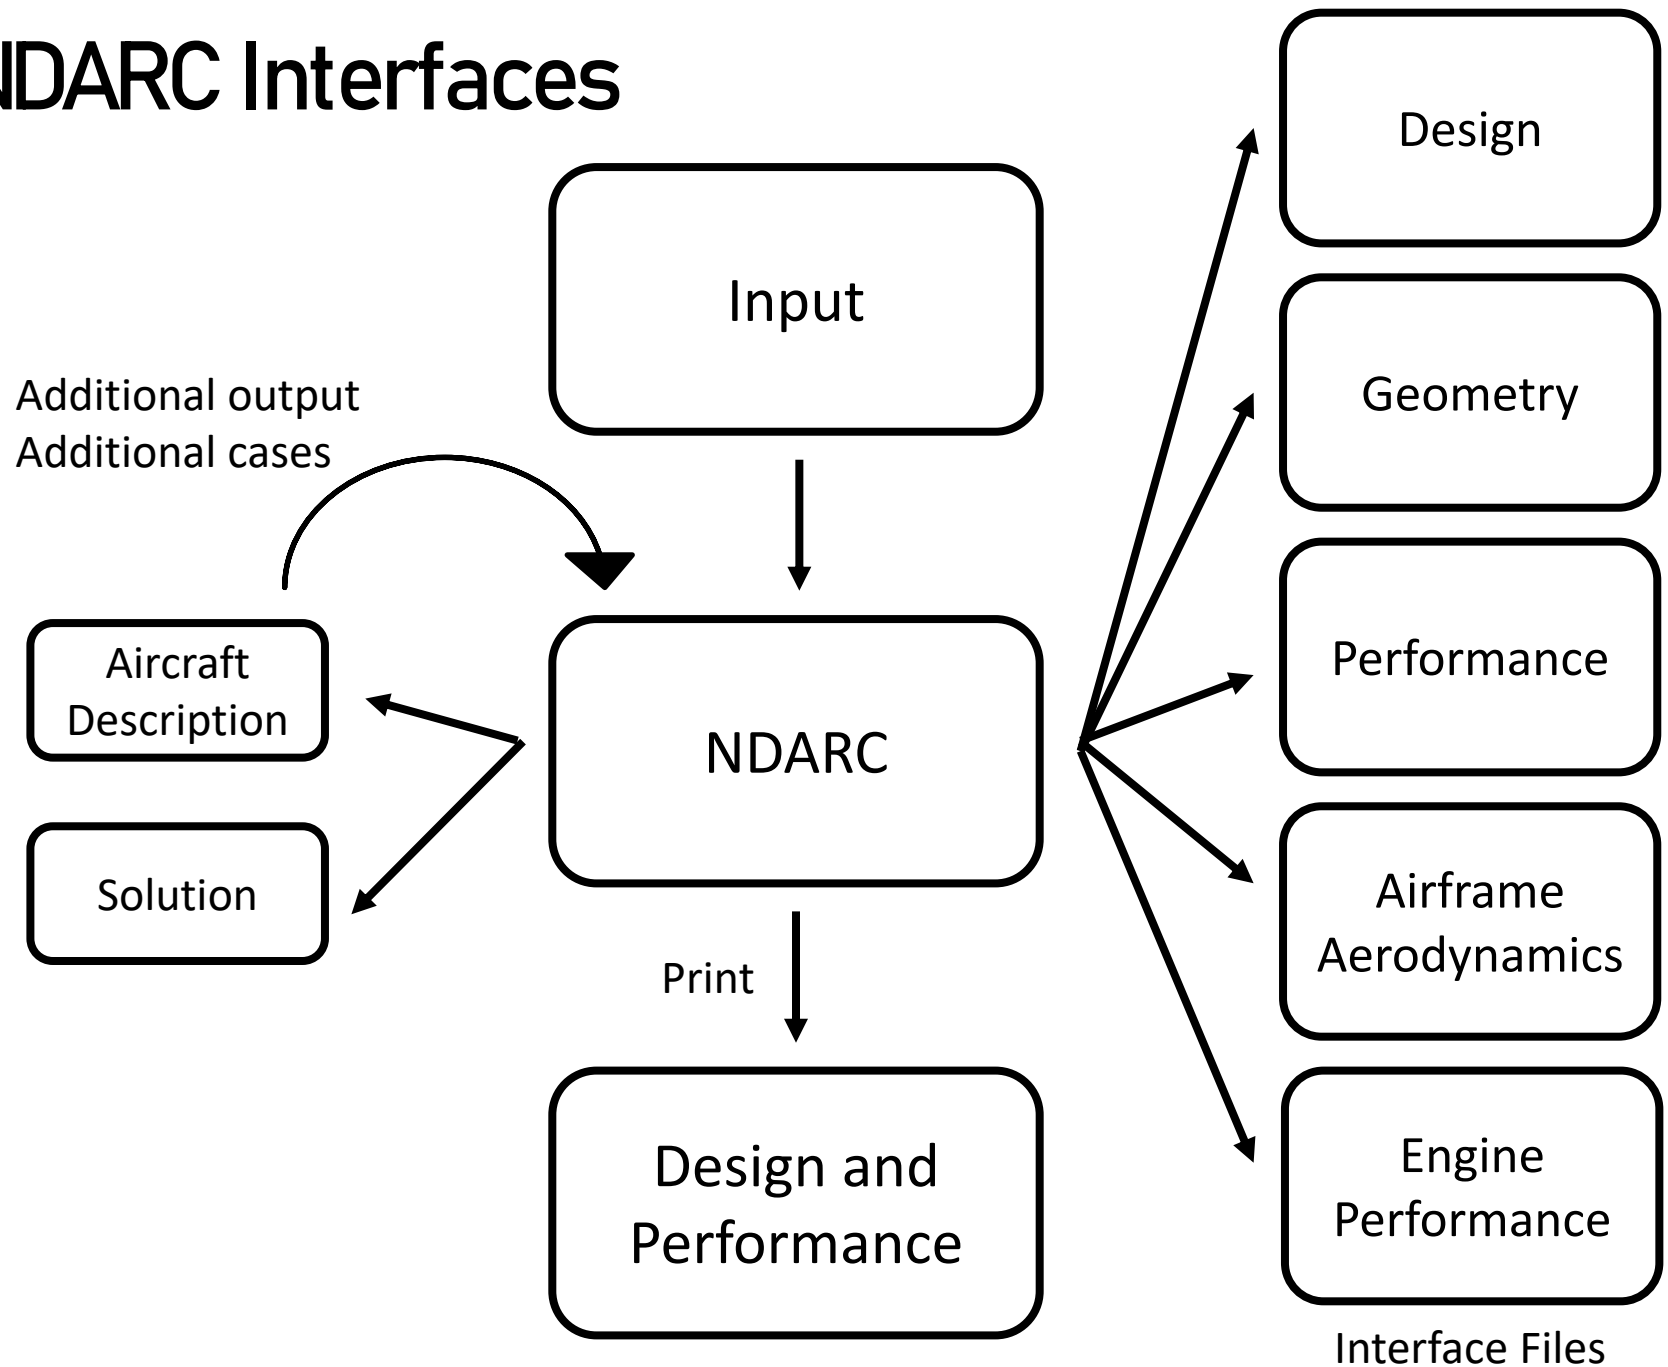 NDARC Interfaces
Input
Additional output
Additional cases
Aircraft
Description
Solution
NDARC
Print
Design and
Performance
Design
Geometry
Performance
Airframe
Aerodynamics
Engine
Performance
Interface Files